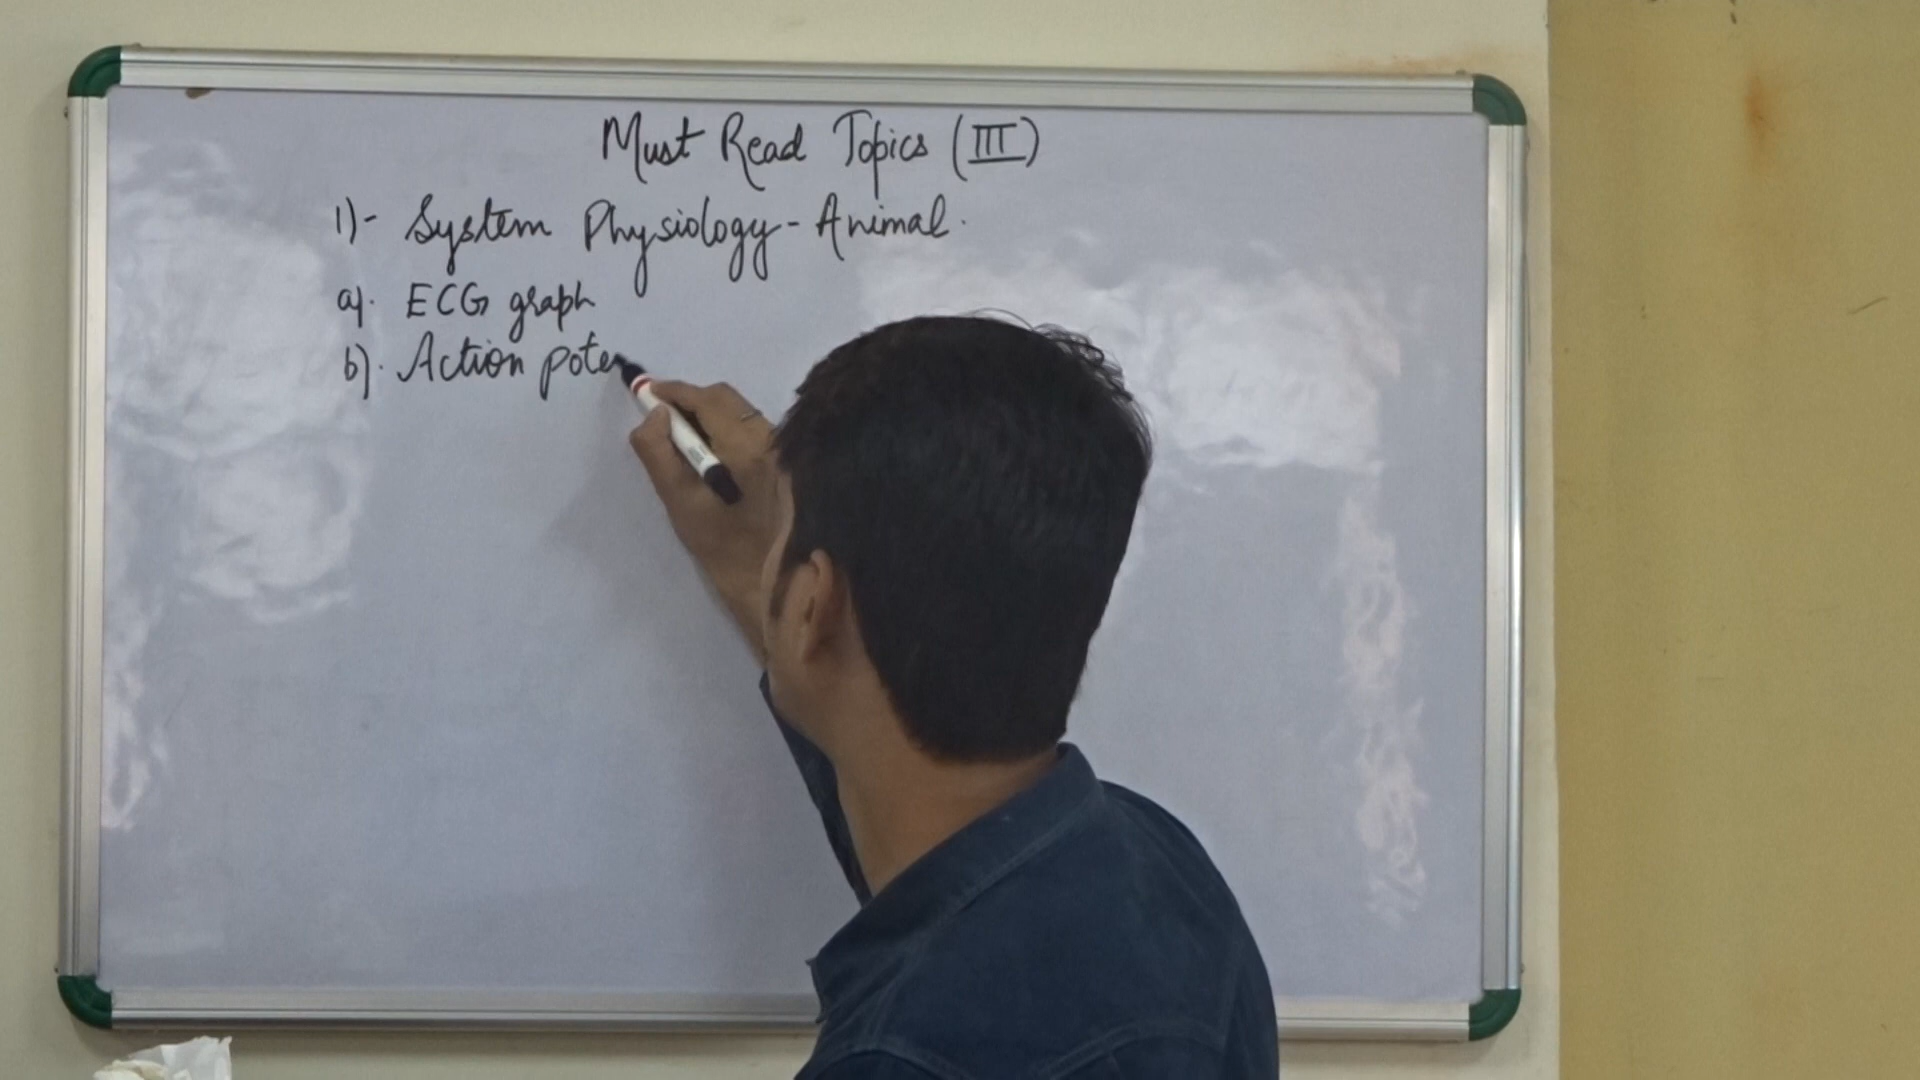 Must Read Topics (III)
1)- System Physiology - Animal.
a). ECG graph
b). Action pote